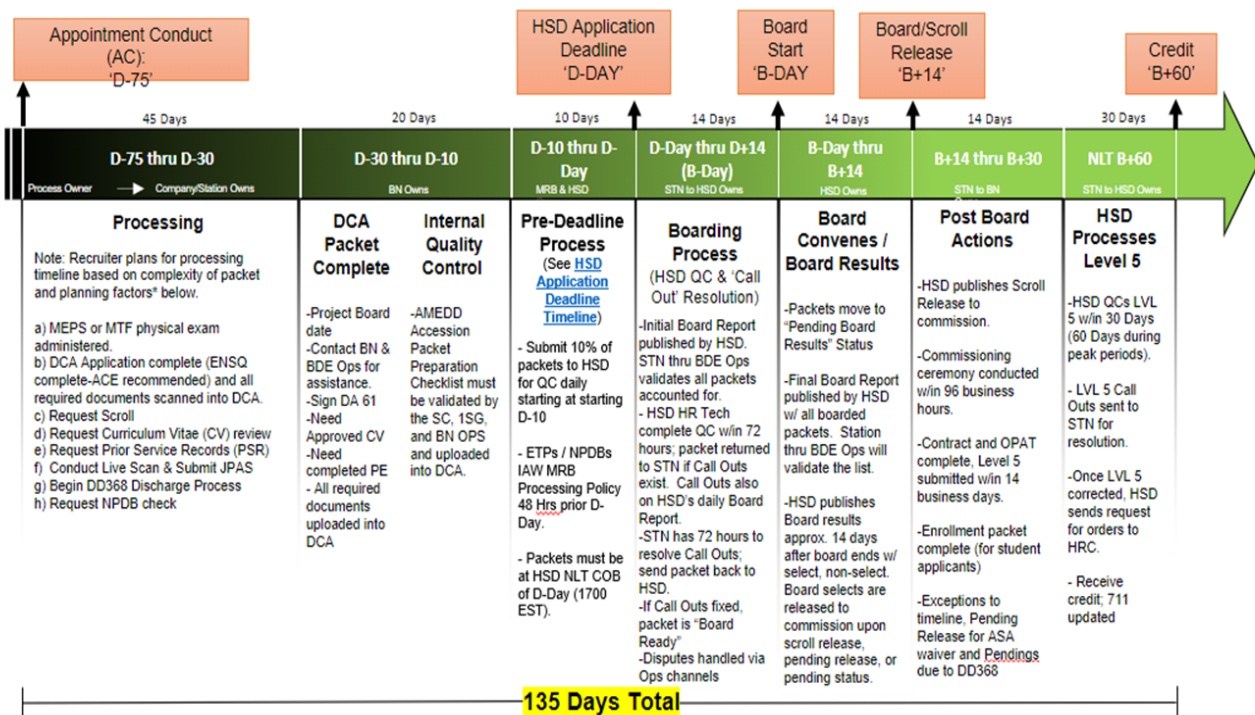 Appointment Conduct
(AC):
'D-75'
HSD Application
Deadline
'D-DAY'
Board
Start
'B-DAY
Board/Scroll
Release
'B+14'
Credit
'B+60'
45 Days
20 Days
10 Days
14 Days
14 Days
14 Days
30 Days
D-75 thru D-30
Process Owner
Company/Station Owns
D-30 thru D-10
BN Owns
D-10 thru D-
Day
MRB & HSD
D-Day thru D+14
(B-Day)
STN to HSD Owns
B-Day thru
B+14
HSD Owns
B+14 thru B+30
STN to BN
NLT B+60
STN to HSD Owns
Processing
Note: Recruiter plans for processing
timeline based on complexity of packet
and planning factors* below.
a) MEPS or MTF physical exam
administered.
b) DCA Application complete (ENSQ
complete-ACE recommended) and all
required documents scanned into DCA.
c) Request Scroll
d) Request Curriculum Vitae (CV) review
e) Request Prior Service Records (PSR)
f) Conduct Live Scan & Submit JPAS
g) Begin DD368 Discharge Process
h) Request NPDB check
DCA
Packet
Complete
-Project Board
date
-Contact BN &
BDE Ops for
assistance.
-Sign DA 61
-Need
Approved CV
-Need
completed PE
- All required
documents
uploaded into
DCA
Internal
Quality
Control
-AMEDD
Accession
Packet
Preparation
Checklist must
be validated
by the SC, 1SG,
and BN OPS
and uploaded
into DCA.
Pre-Deadline
Process
(See HSD
Application
Deadline
Timeline)
- Submit 10% of
packets to HSD
for QC daily
starting at starting
D-10
- ETPs / NPDBs
IAW MRB
Processing Policy
48 Hrs prior D-
Day.
- Packets must be
at HSD NLT COB
of D-Day (1700
EST).
Boarding
Process
(HSD QC & 'Call
Out' Resolution)
-Initial Board Report
published by HSD.
STN thru BDE Ops
validates all packets
accounted for.
- HSD HR Tech
complete QC w/in 72
hours; packet returned
to STN if Call Outs
exist. Call Outs also
on HSD's daily Board
Report.
-STN has 72 hours to
resolve Call Outs;
send packet back to
HSD.
-If Call Outs fixed,
packet is "Board
Ready"
-Disputes handled via
Ops channels
Board
Convenes /
Board Results
-Packets move to
"Pending Board
Results" Status
-Final Board Report
published by HSD
w/ all boarded
packets. Station
thru BDE Ops will
validate the list.
-HSD publishes
Board results
approx. 14 days
after board ends w/
select, non-select.
Board selects are
released to
commission upon
scroll release,
pending release, or
pending status.
Post Board
Actions
-HSD publishes Scroll
Release to
commission.
-Commissioning
ceremony conducted
w/in 96 business
hours.
-Contract and OPAT
complete, Level 5
submitted w/in 14
business days.
-Enrollment packet
complete (for student
applicants)
-Exceptions to
timeline, Pending
Release for ASA
waiver and Pendings
due to DD368
HSD
Processes
Level 5
-HSD QCs LVL
5 w/in 30 Days
(60 Days during
peak periods).
- LVL 5 Call
Outs sent to
STN for
resolution.
- Once LVL 5
corrected, HSD
sends request
for orders to
HRC.
- Receive
credit; 711
updated
135 Days Total